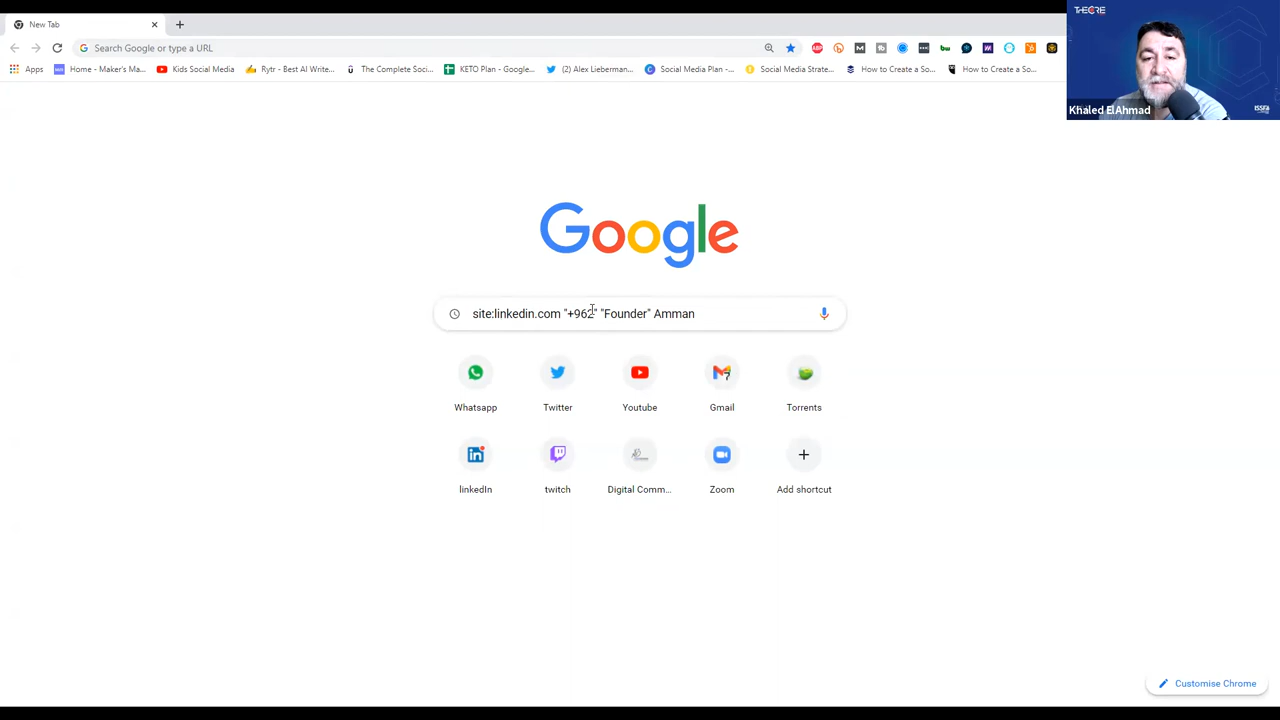 New Tab
THECORE
Search Google or type a URL
ABP
Apps
Home - Maker's Ma...
Kids Social Media
Rytr - Best AI Write...
The Complete Soci...
KETO Plan - Google...
(2) Alex Lieberman...
Social Media Plan -...
Social Media Strate...
How to Create a So...
How to Create a So...
Khaled ElAhmad
Google
site:linkedin.com "+962" "Founder" Amman
Whatsapp
Twitter
Youtube
Gmail
Torrents
linkedIn
twitch
Digital Comm...
Zoom
Add shortcut
Customise Chrome